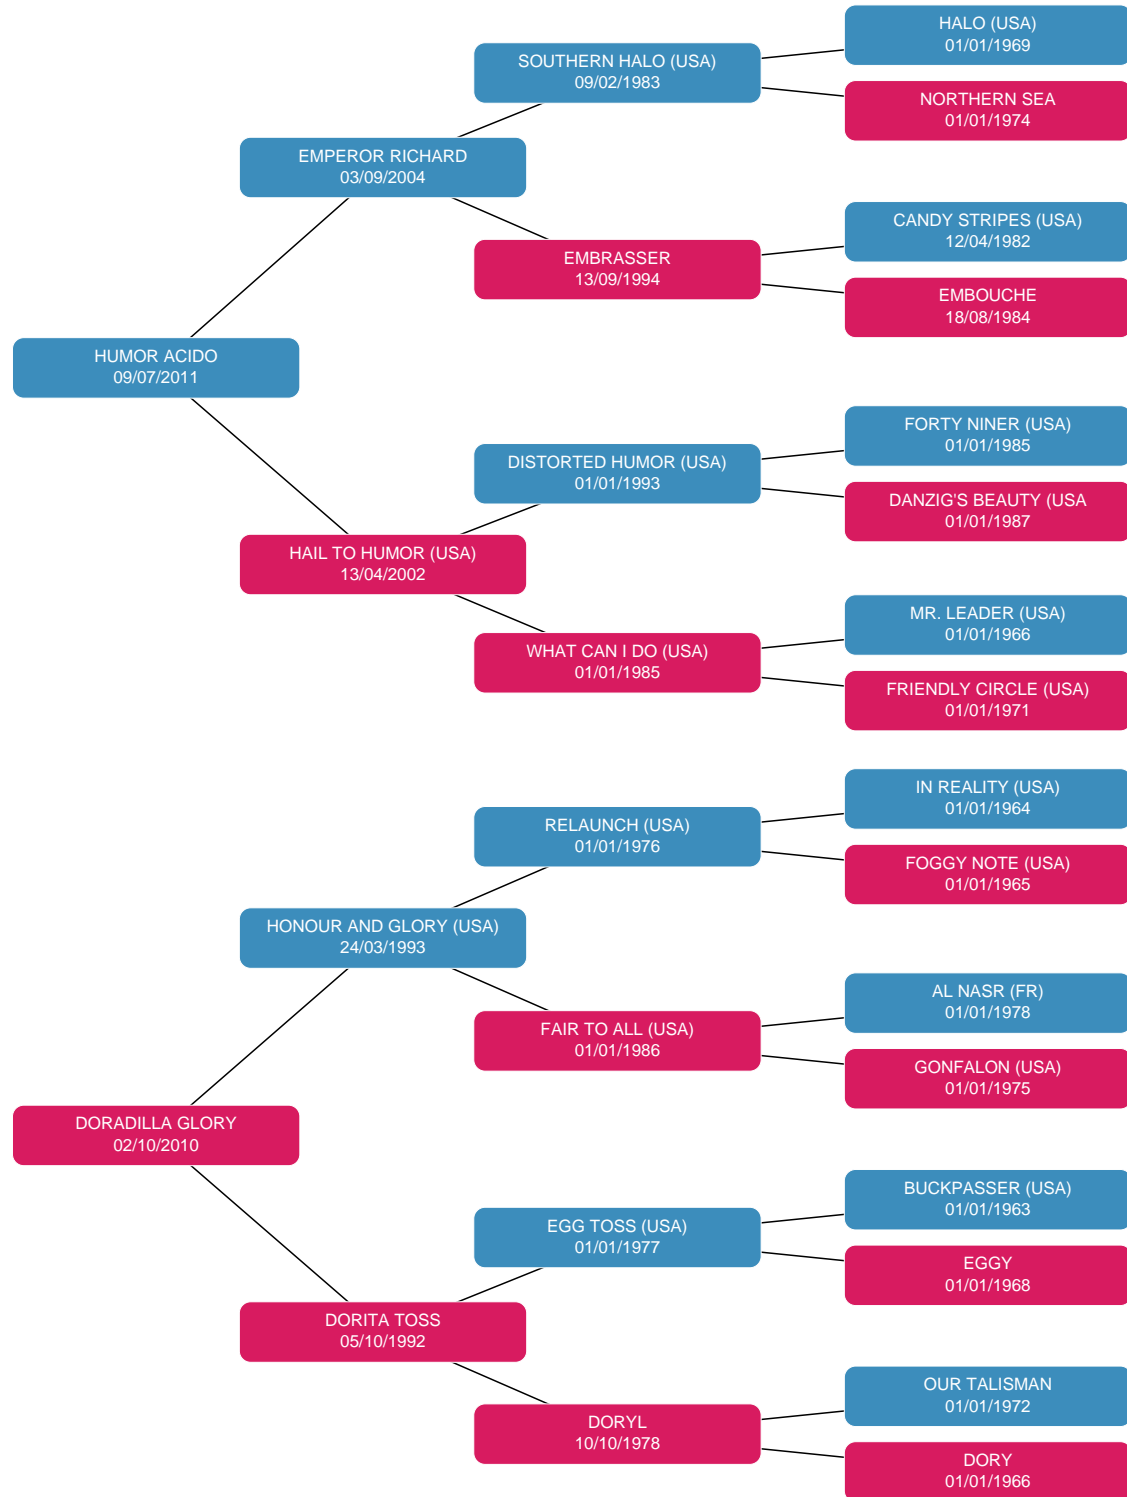 HALO (USA)
01/01/1969
SOUTHERN HALO (USA)
09/02/1983
NORTHERN SEA
01/01/1974
EMPEROR RICHARD
03/09/2004
CANDY STRIPES (USA)
12/04/1982
EMBRASSER
13/09/1994
EMBOUCHE
18/08/1984
HUMOR ACIDO
09/07/2011
FORTY NINER (USA)
01/01/1985
DISTORTED HUMOR (USA)
01/01/1993
DANZIG'S BEAUTY (USA
01/01/1987
HAIL TO HUMOR (USA)
13/04/2002
MR. LEADER (USA)
01/01/1966
WHAT CAN I DO (USA)
01/01/1985
FRIENDLY CIRCLE (USA)
01/01/1971
IN REALITY (USA)
01/01/1964
RELAUNCH (USA)
01/01/1976
FOGGY NOTE (USA)
01/01/1965
HONOUR AND GLORY (USA)
24/03/1993
AL NASR (FR)
01/01/1978
FAIR TO ALL (USA)
01/01/1986
GONFALON (USA)
01/01/1975
DORADILLA GLORY
02/10/2010
BUCKPASSER (USA)
01/01/1963
EGG TOSS (USA)
01/01/1977
EGGY
01/01/1968
DORITA TOSS
05/10/1992
OUR TALISMAN
01/01/1972
DORYL
10/10/1978
DORY
01/01/1966